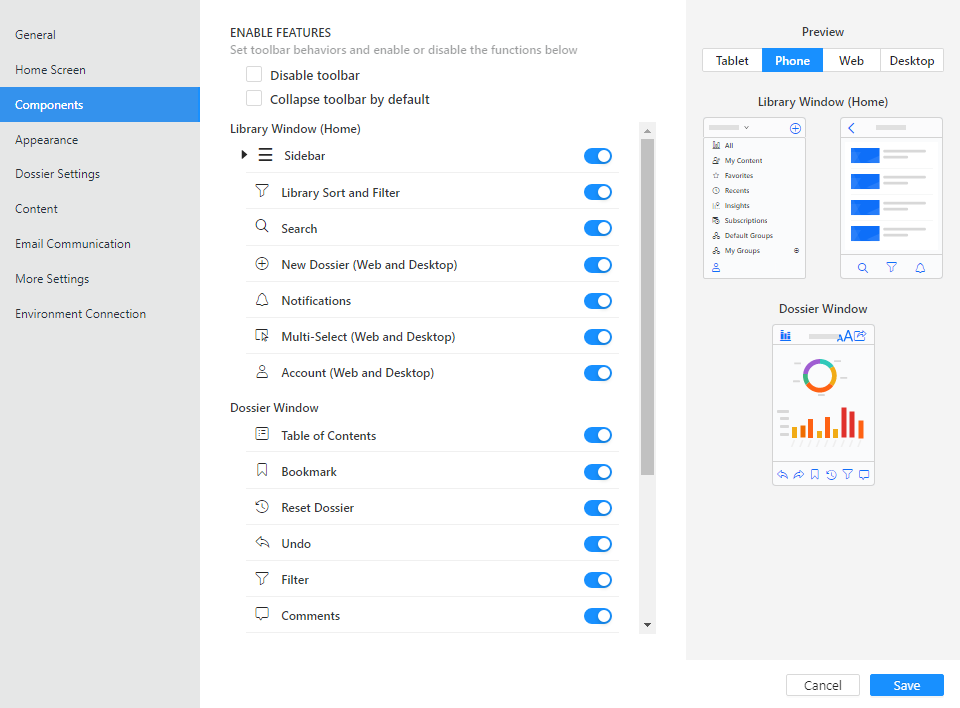 General
Home Screen
Components
Appearance
Dossier Settings
Content
Email Communication
More Settings
Environment Connection
ENABLE FEATURES
Set toolbar behaviors and enable or disable the functions below
Disable toolbar
Collapse toolbar by default
Library Window (Home)
Sidebar
Library Sort and Filter
Search
New Dossier (Web and Desktop)
Notifications
Multi-Select (Web and Desktop)
Account (Web and Desktop)
Dossier Window
Table of Contents
Bookmark
Reset Dossier
Undo
Filter
Comments
Preview
Tablet Phone Web Desktop
Library Window (Home)
All
My Content
Favorites
Recents
Insights
Subscriptions
Default Groups
My Groups
Dossier Window
AA
Cancel Save